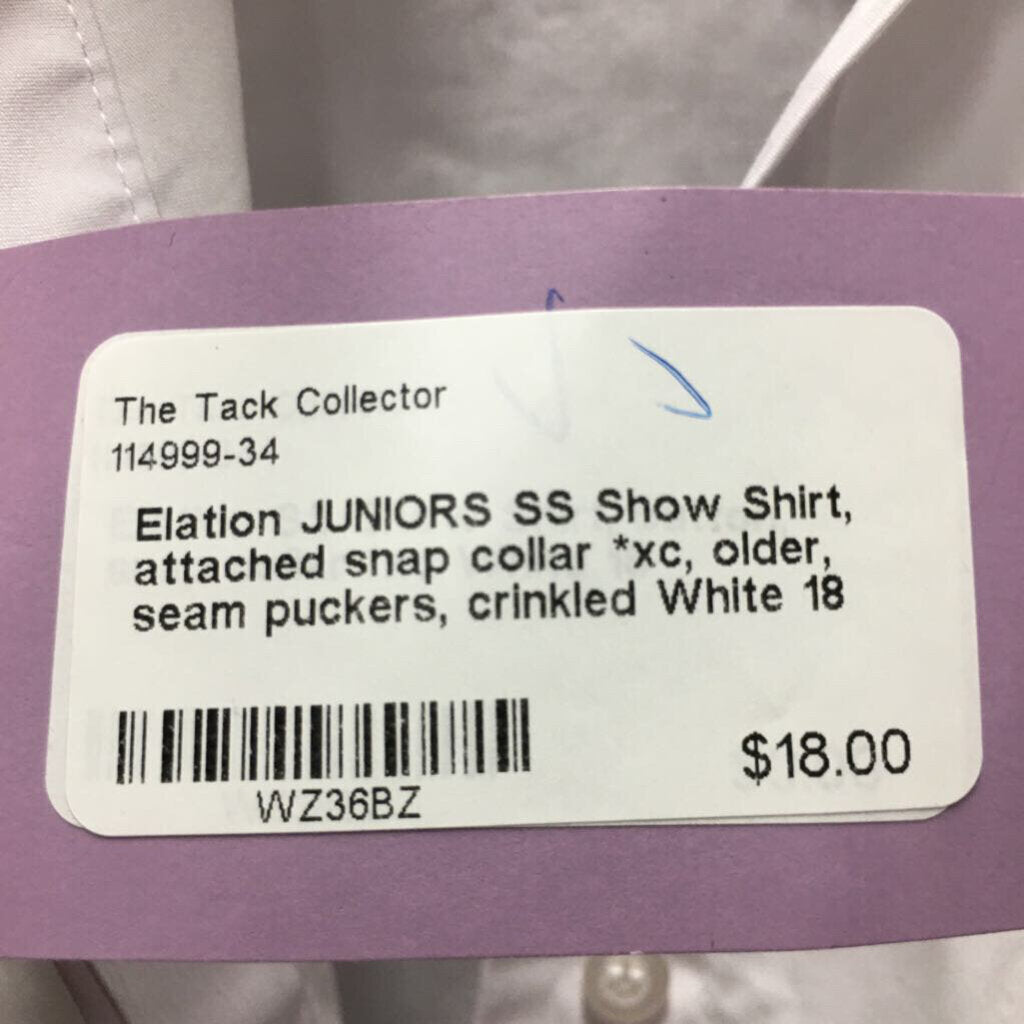 The Tack Collector
114999-34
Elation JUNIORS SS Show Shirt,
attached snap collar *xc, older,
seam puckers, crinkled White 18
$18.00
WZ36BZ